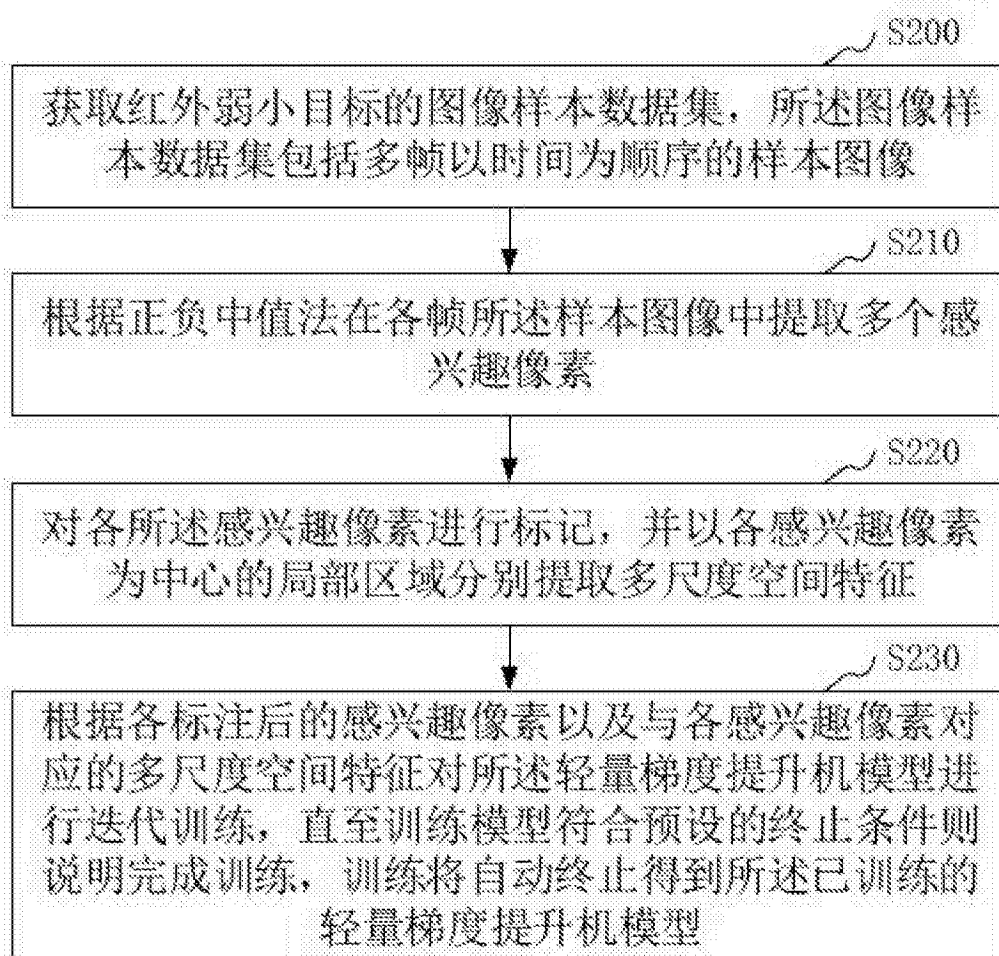 S200
获取红外弱小目标的图像样本数据集，所述图像样
本数据集包括多帧以时间为顺序的样本图像
S210
根据正负中值法在各帧所述样本图像中提取多个感
兴趣像素
S220
对各所述感兴趣像素进行标记，并以各感兴趣像素
为中心的局部区域分别提取多尺度空间特征
S230
根据各标注后的感兴趣像素以及与各感兴趣像素对
应的多尺度空间特征对所述轻量梯度提升机模型进
行迭代训练，直至训练模型符合预设的终止条件则
说明完成训练，训练将自动终止得到所述已训练的
轻量梯度提升机模型